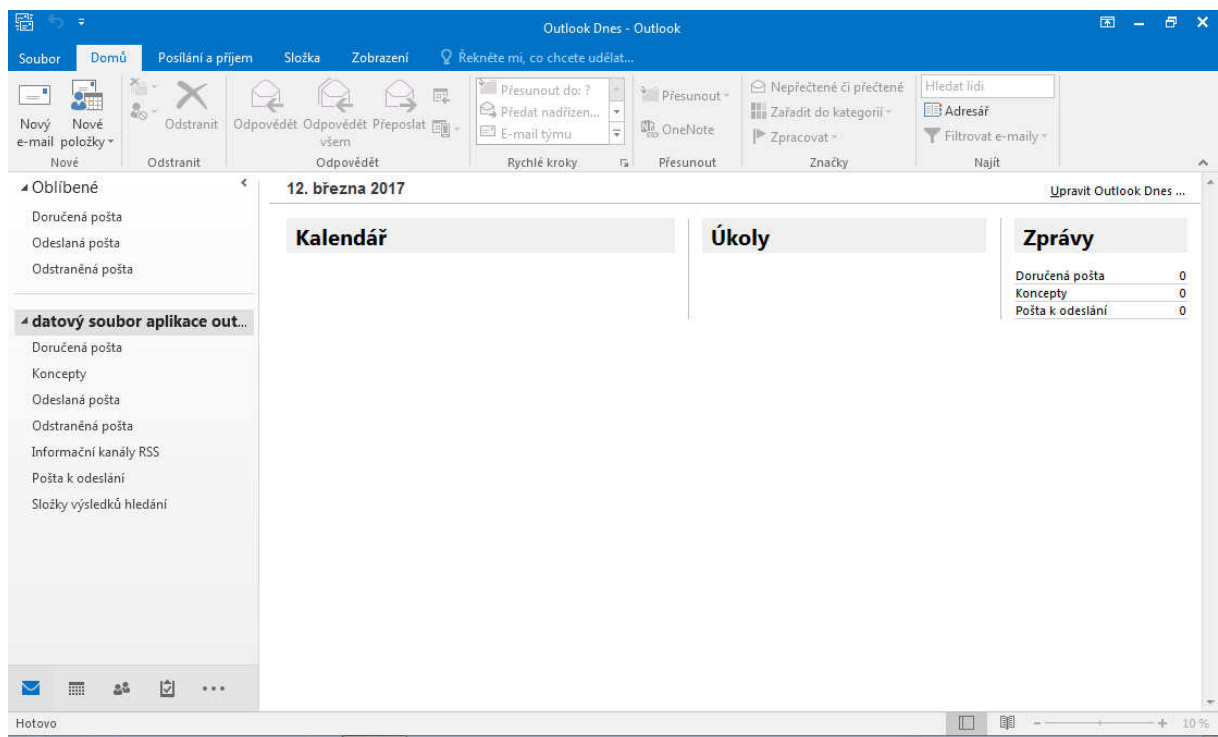 Outlook Dnes - Outlook
Soubor Domů Posílání a příjem Složka Zobrazení Řekněte mi, co chcete udělat...
Nový
e-mail
Nové
položky
Nové
Odstranit
Odstranit
Odpovědět
Odpovědět
všem
Přeposlat
Odpovědět
Přesunout do: ?
Předat nadřízen...
E-mail týmu
Rychlé kroky
Přesunout
OneNote
Přesunout
Nepřečtené či přečtené
Zařadit do kategorií
Zpracovat
Značky
Hledat lidi
Adresář
Filtrovat e-maily
Najít
Oblíbené
Doručená pošta
Odeslaná pošta
Odstraněná pošta
datový soubor aplikace out...
Doručená pošta
Koncepty
Odeslaná pošta
Odstraněná pošta
Informační kanály RSS
Pošta k odeslání
Složky výsledků hledání
12. března 2017
Upravit Outlook Dnes ...
Kalendář
Úkoly
Zprávy
Doručená pošta 0
Koncepty 0
Pošta k odeslání 0
Hotovo
10 %